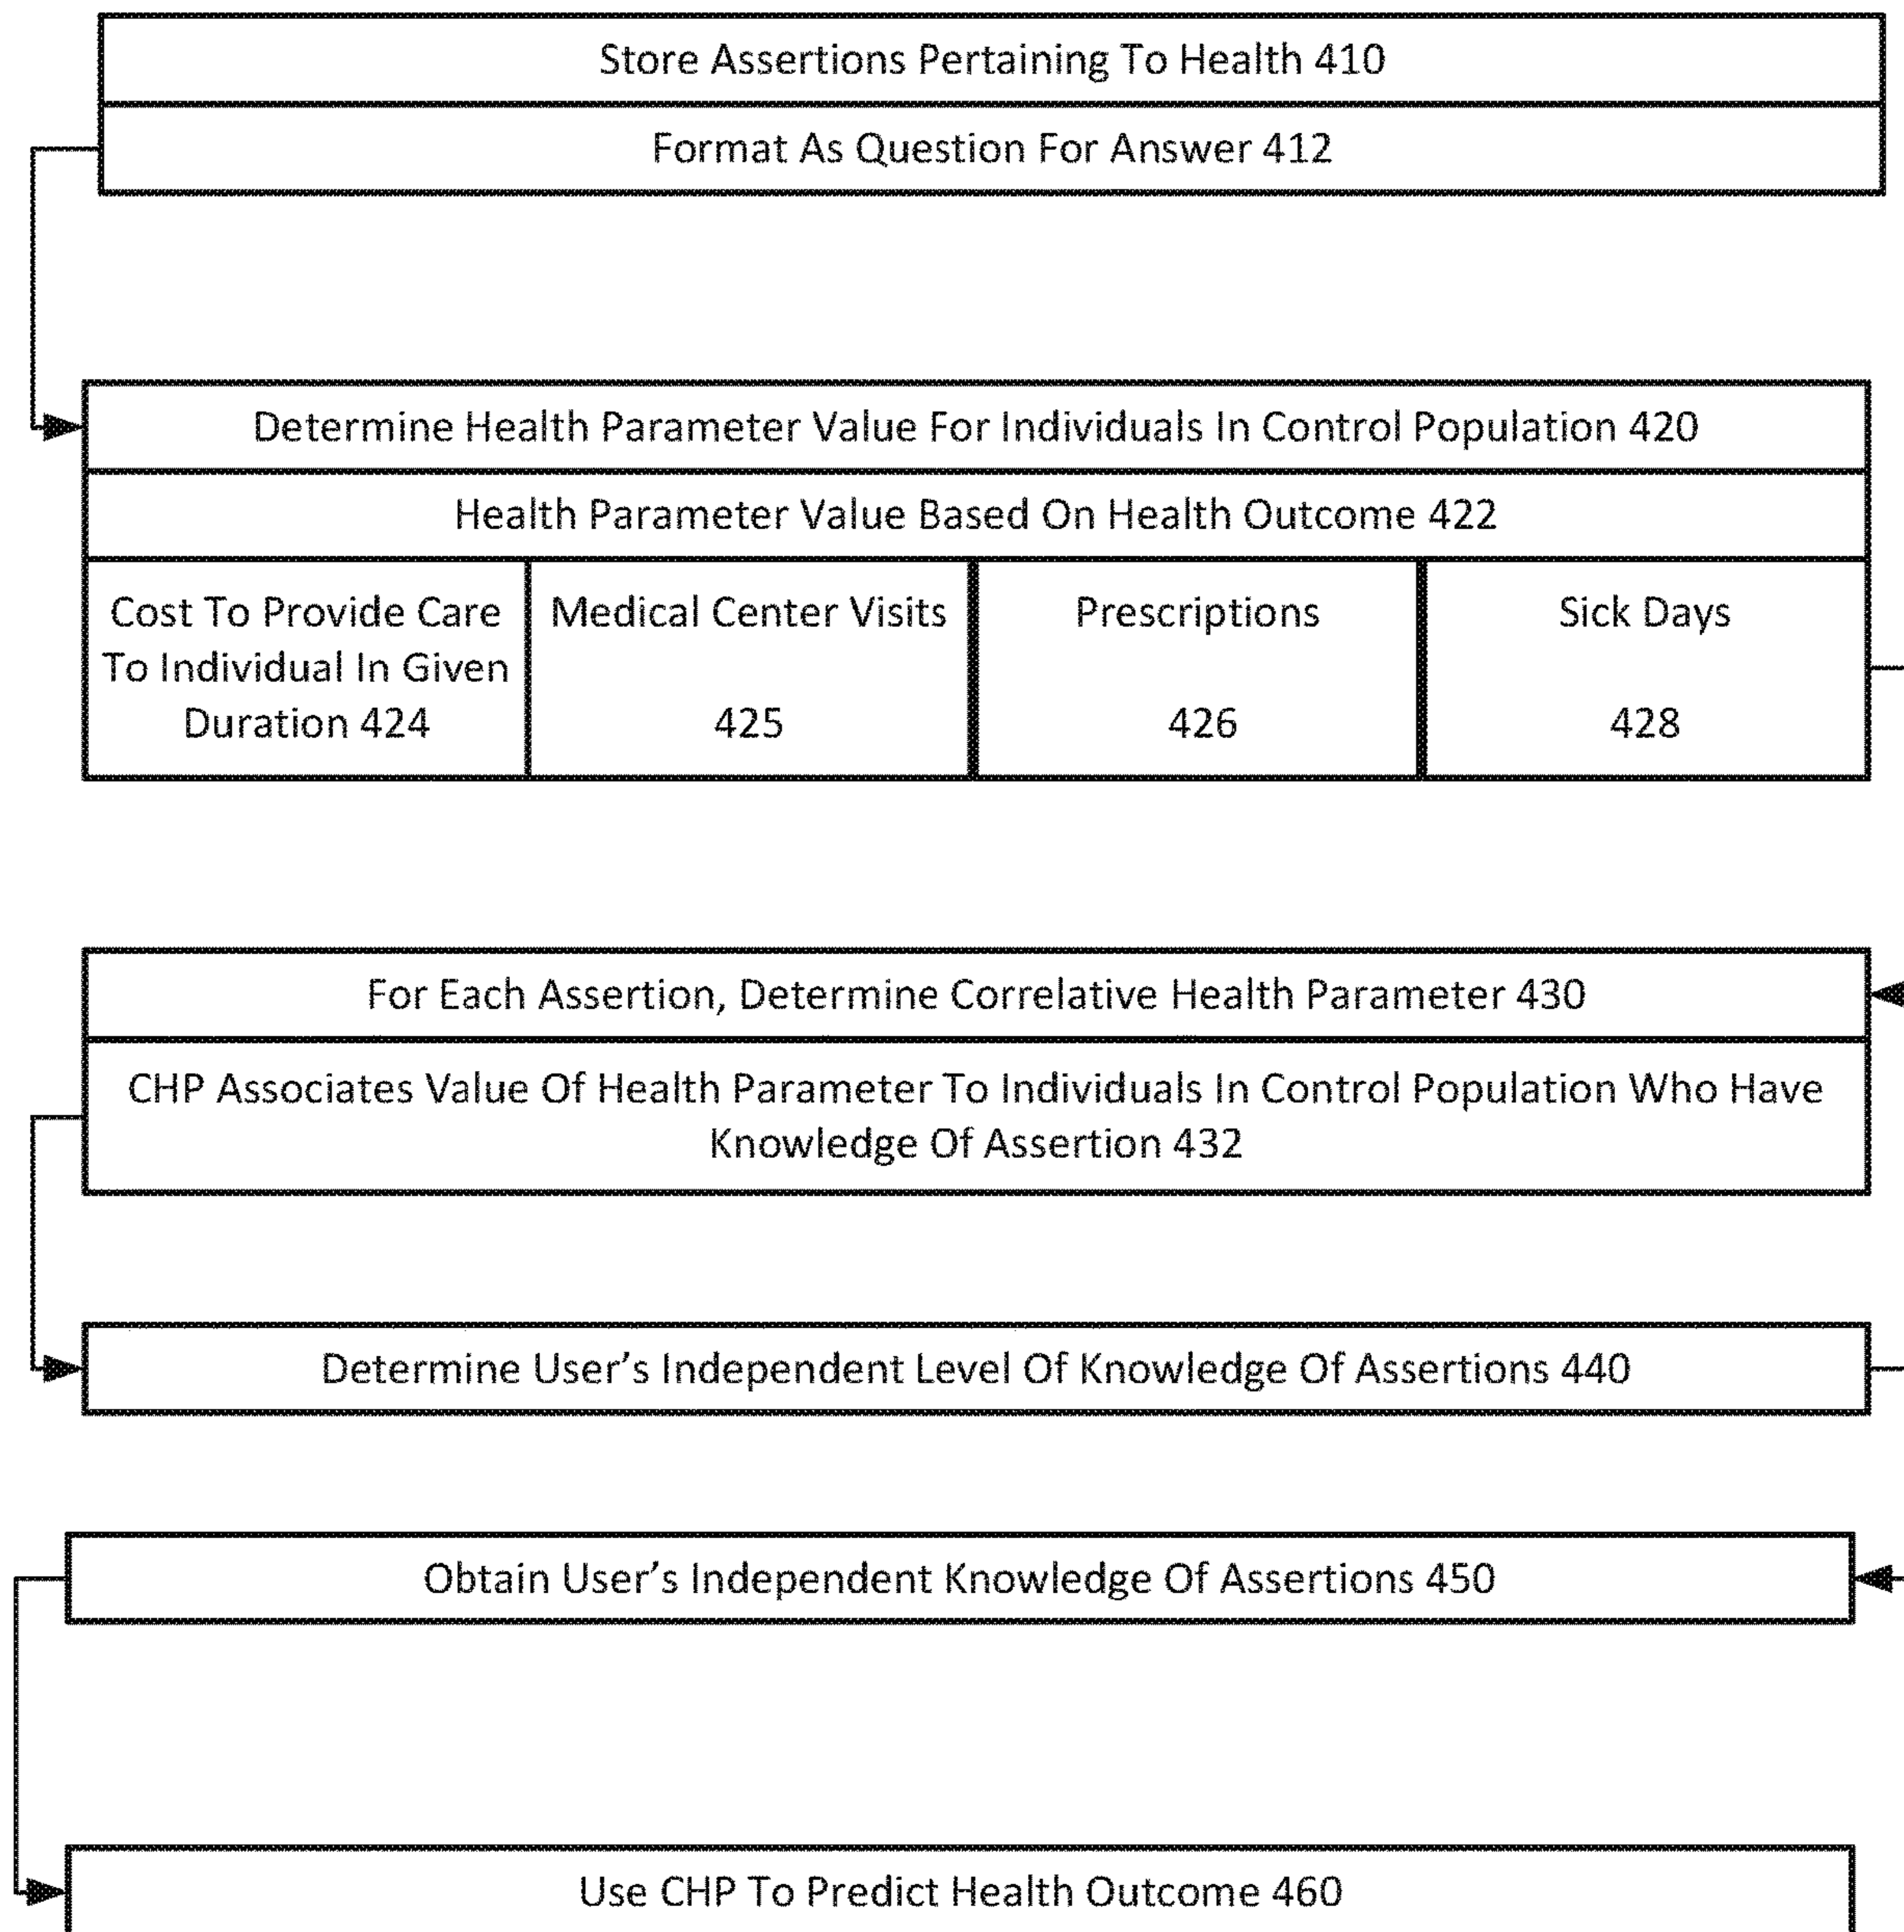 Store Assertions Pertaining To Health 410
Format As Question For Answer 412
Determine Health Parameter Value For Individuals In Control Population 420
Health Parameter Value Based On Health Outcome 422
Cost To Provide Care
To Individual In Given
Duration 424
Medical Center Visits
425
Prescriptions
426
Sick Days
428
For Each Assertion, Determine Correlative Health Parameter 430
CHP Associates Value Of Health Parameter To Individuals In Control Population Who Have
Knowledge Of Assertion 432
Determine User's Independent Level Of Knowledge Of Assertions 440
Obtain User's Independent Knowledge Of Assertions 450
Use CHP To Predict Health Outcome 460